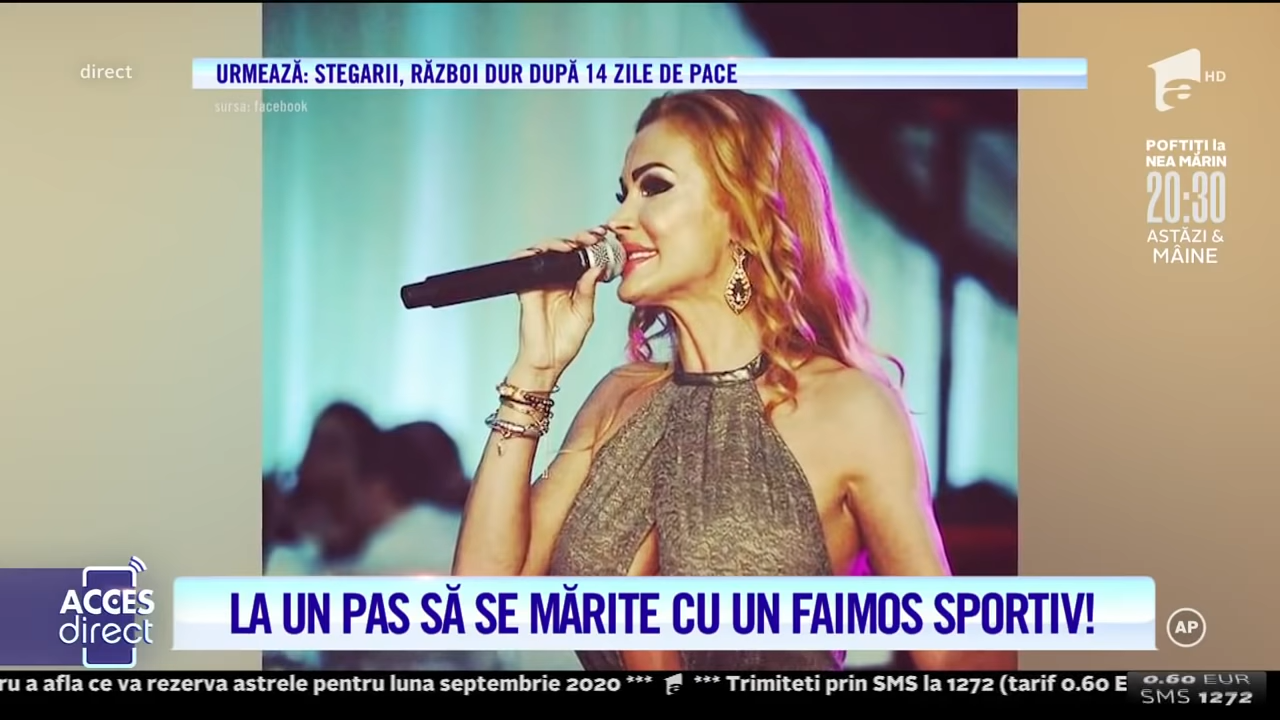 direct
URMEAZĂ: STEGARII, RĂZBOI DUR DUPĂ 14 ZILE DE PACE
sursa: facebook
HD
POFTIȚI la
NEA MĂRIN
20:30
ASTĂZI &
MÂINE
ACCES
direct
LA UN PAS SĂ SE MĂRITE CU UN FAIMOS SPORTIV!
AP
ru a afla ce va rezerva astrele pentru luna septembrie 2020 *** *** Trimiteti prin SMS la 1272 (tarif 0.60 E
0.60 EUR
SMS 1272